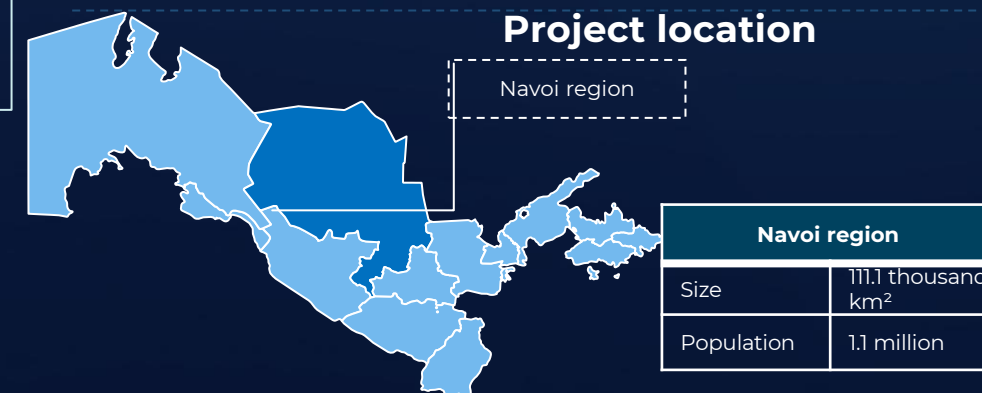 Project location
Navoi region
Navoi region
Size
111.1 thousand
km²
Population
1.1 million